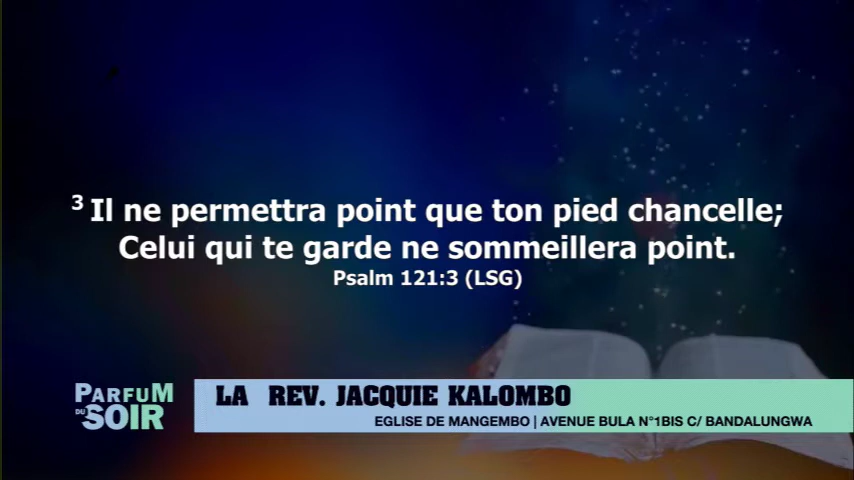 3 Il ne permettra point que ton pied chancelle;
Celui qui te garde ne sommeillera point.
Psalm 121:3 (LSG)
PARFUM
DU SOIR
LA REV. JACQUIE KALOMBO
EGLISE DE MANGEMBO | AVENUE BULA N°1BIS C/ BANDALUNGWA